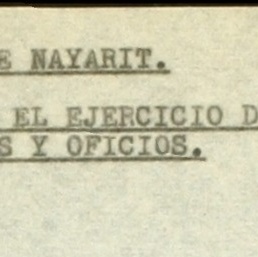 E NAYARIT.
EL EJERCICIO D
S Y OFICIOS.